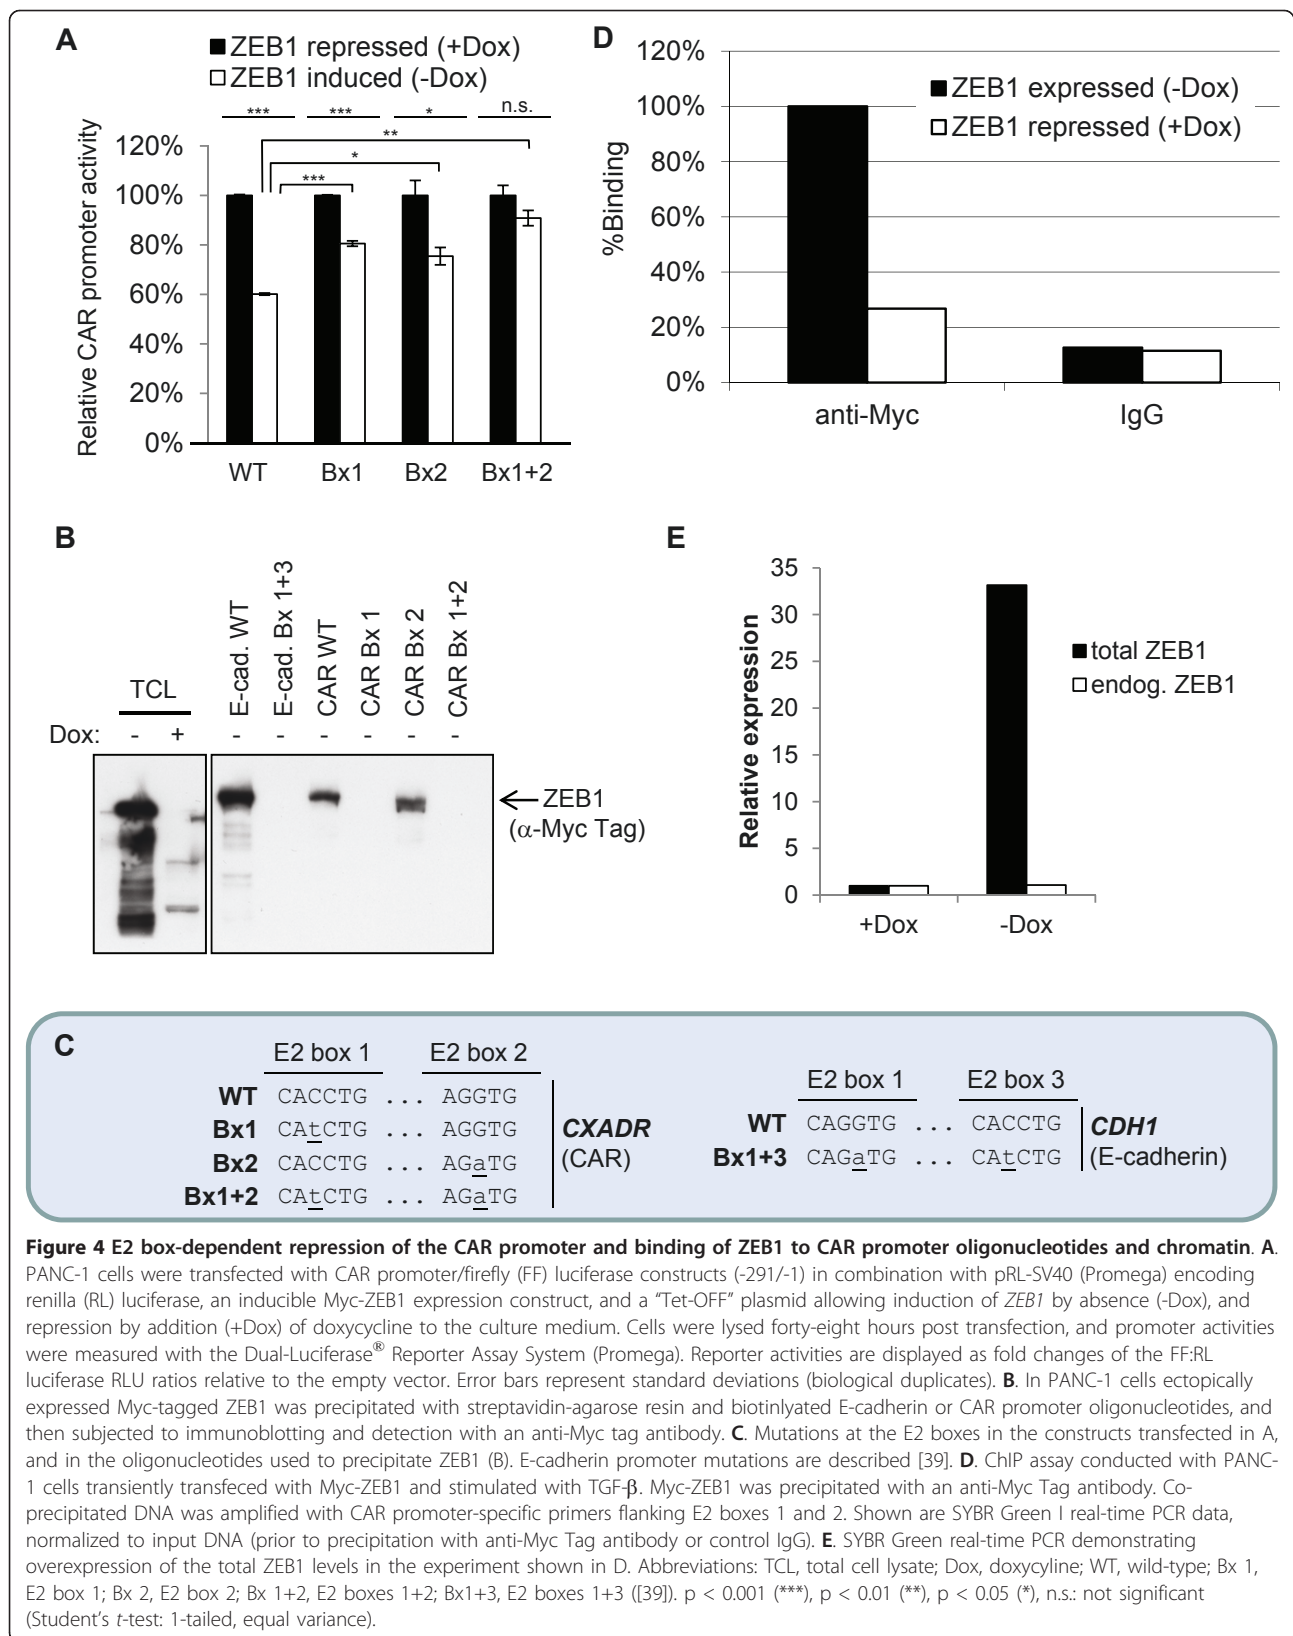 A
■ZEB1 repressed (+Dox)
□ZEB1 induced (-Dox)
*** *** * n.s.
**
*
***
Relative CAR promoter activity
120%
100%
80%
60%
40%
20%
0%
WT Bx1 Bx2 Bx1+2
D
%Binding
120%
100%
80%
60%
40%
20%
0%
■ZEB1 expressed (-Dox)
□ZEB1 repressed (+Dox)
anti-Myc IgG
B
TCL
E-cad. WT
E-cad. Bx 1+3
CAR WT
CAR Bx 1
CAR Bx 2
CAR Bx 1+2
Dox: - + - - - - - -
←ZEB1
(α-Myc Tag)
E
Relative expression
35
30
25
20
15
10
5
0
■total ZEB1
□endog. ZEB1
+Dox -Dox
C
E2 box 1 E2 box 2
WT CACCTG ... AGGTG
Bx1 CAtCTG ... AGGTG
Bx2 CACCTG ... AGaTG
Bx1+2 CAtCTG ... AGaTG
CXADR
(CAR)
E2 box 1 E2 box 3
WT CAGGTG ... CACCTG
Bx1+3 CAGaTG ... CAtCTG
CDH1
(E-cadherin)
Figure 4 E2 box-dependent repression of the CAR promoter and binding of ZEB1 to CAR promoter oligonucleotides and chromatin. A.
PANC-1 cells were transfected with CAR promoter/firefly (FF) luciferase constructs (-291/-1) in combination with pRL-SV40 (Promega) encoding
renilla (RL) luciferase, an inducible Myc-ZEB1 expression construct, and a "Tet-OFF" plasmid allowing induction of ZEB1 by absence (-Dox), and
repression by addition (+Dox) of doxycycline to the culture medium. Cells were lysed forty-eight hours post transfection, and promoter activities
were measured with the Dual-Luciferase® Reporter Assay System (Promega). Reporter activities are displayed as fold changes of the FF:RL
luciferase RLU ratios relative to the empty vector. Error bars represent standard deviations (biological duplicates). B. In PANC-1 cells ectopically
expressed Myc-tagged ZEB1 was precipitated with streptavidin-agarose resin and biotinlyated E-cadherin or CAR promoter oligonucleotides, and
then subjected to immunoblotting and detection with an anti-Myc tag antibody. C. Mutations at the E2 boxes in the constructs transfected in A,
and in the oligonucleotides used to precipitate ZEB1 (B). E-cadherin promoter mutations are described [39]. D. ChIP assay conducted with PANC-
1 cells transiently transfeced with Myc-ZEB1 and stimulated with TGF-β. Myc-ZEB1 was precipitated with an anti-Myc Tag antibody. Co-
precipitated DNA was amplified with CAR promoter-specific primers flanking E2 boxes 1 and 2. Shown are SYBR Green I real-time PCR data,
normalized to input DNA (prior to precipitation with anti-Myc Tag antibody or control IgG). E. SYBR Green real-time PCR demonstrating
overexpression of the total ZEB1 levels in the experiment shown in D. Abbreviations: TCL, total cell lysate; Dox, doxycyline; WT, wild-type; Bx 1,
E2 box 1; Bx 2, E2 box 2; Bx 1+2, E2 boxes 1+2; Bx1+3, E2 boxes 1+3 ([39]). p < 0.001 (***), p < 0.01 (**), p < 0.05 (*), n.s.: not significant
(Student's t-test: 1-tailed, equal variance).